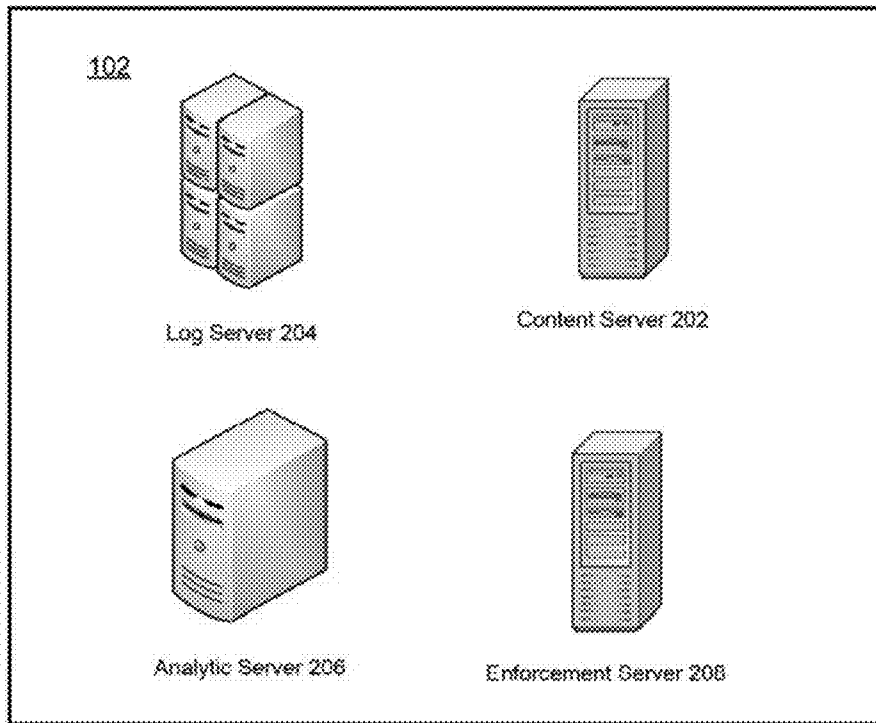 102
Log Server 204
Content Server 202
Analytic Server 206
Enforcement Server 208